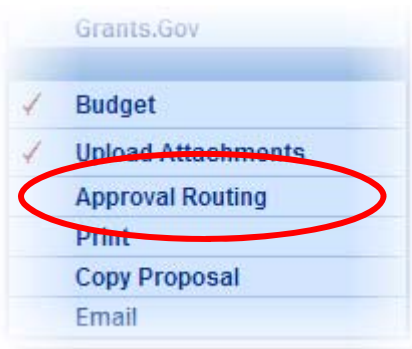 Grants.Gov
Budget
Upload Attachments
Approval Routing
Print
Copy Proposal
Email